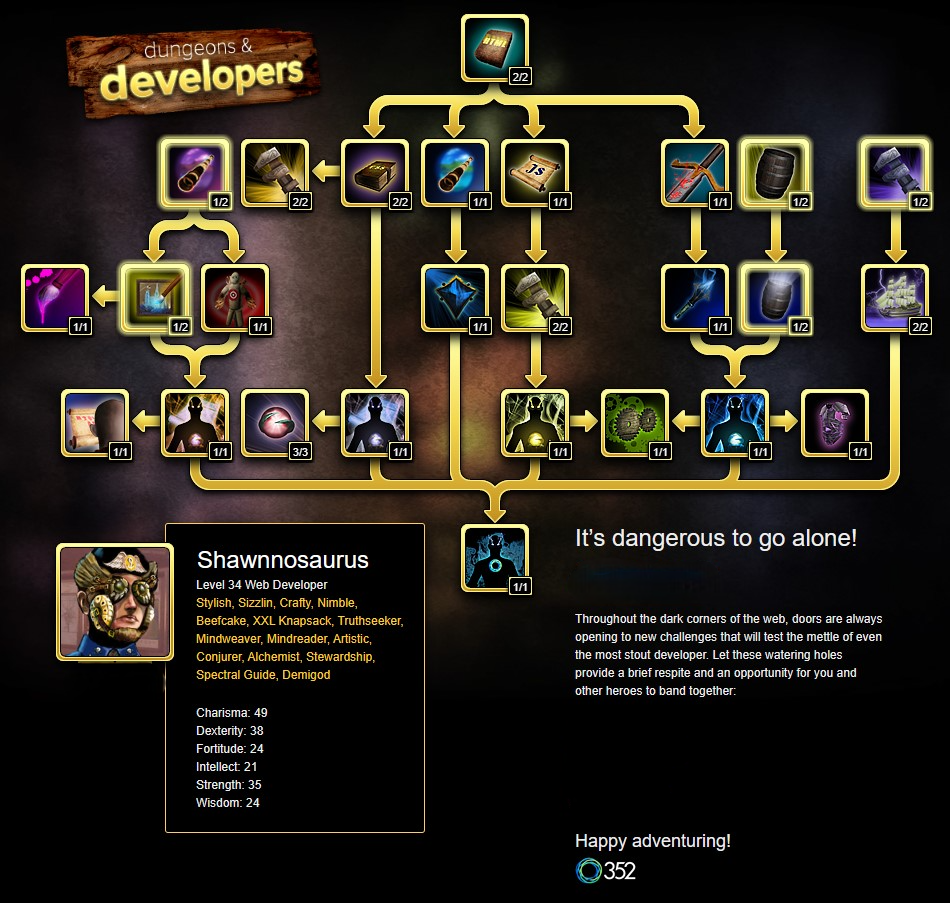 dungeons &
developers
HTML
2/2
1/2
2/2
2/2
1/1
JS
1/1
1/1
1/2
1/2
1/1
1/2
1/1
1/1
2/2
1/1
1/2
2/2
1/1
1/1
3/3
1/1
1/1
1/1
1/1
1/1
1/1
Shawnnosaurus
Level 34 Web Developer
Stylish, Sizzlin, Crafty, Nimble,
Beefcake, XXL Knapsack, Truthseeker,
Mindweaver, Mindreader, Artistic,
Conjurer, Alchemist, Stewardship,
Spectral Guide, Demigod
Charisma: 49
Dexterity: 38
Fortitude: 24
Intellect: 21
Strength: 35
Wisdom: 24
It's dangerous to go alone!
Throughout the dark corners of the web, doors are always
opening to new challenges that will test the mettle of even
the most stout developer. Let these watering holes
provide a brief respite and an opportunity for you and
other heroes to band together:
Happy adventuring!
352